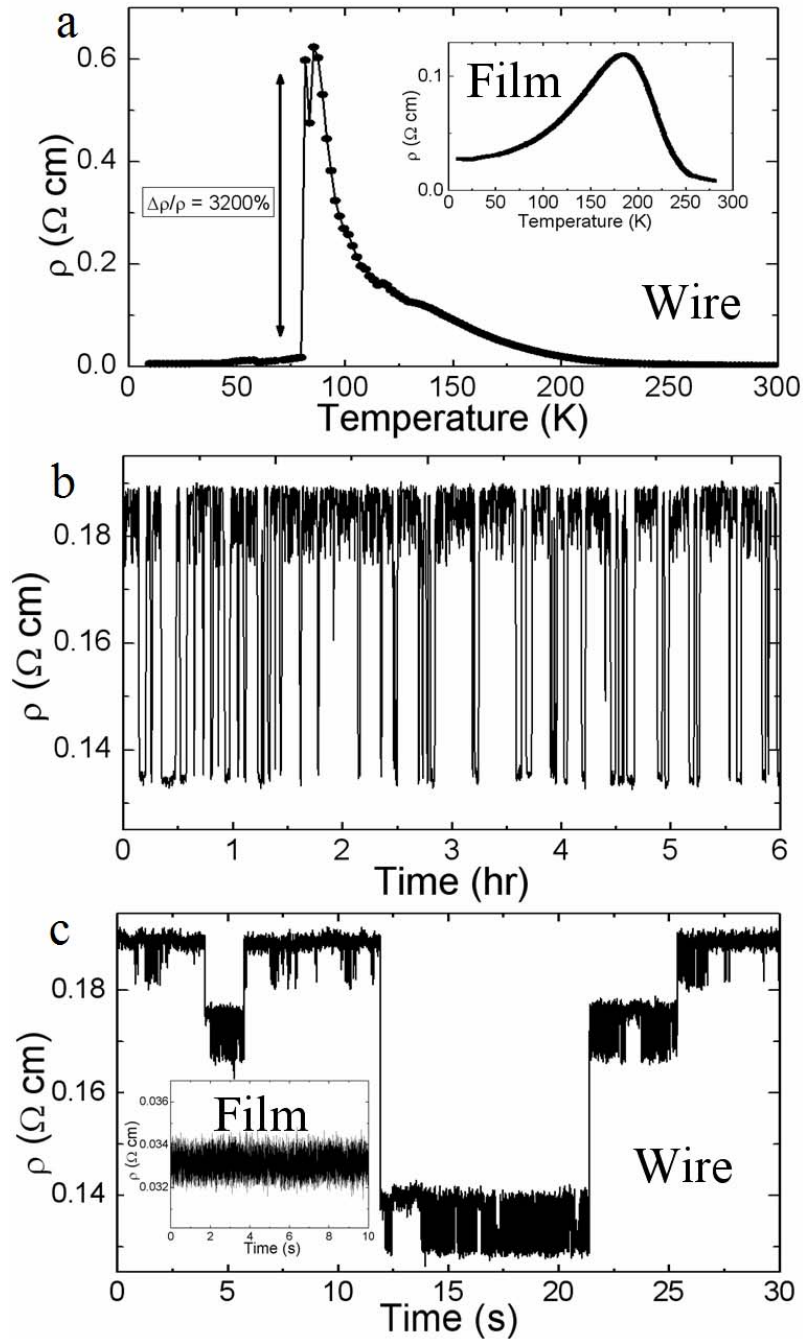 a
0.6
0.4
0.2
0.0
ρ (Ω cm)
Δρ/ρ = 3200%
0 50 100 150 200 250 300
Temperature (K)
Wire
Film
0.1
0.0
ρ (Ω cm)
0 50 100 150 200 250 300
Temperature (K)
b
0.18
0.16
0.14
ρ (Ω cm)
0 1 2 3 4 5 6
Time (hr)
c
0.18
0.16
0.14
ρ (Ω cm)
Film
0.036
0.034
0.032
ρ (Ω cm)
0 2 4 6 8 10
Time (s)
Wire
0 5 10 15 20 25 30
Time (s)